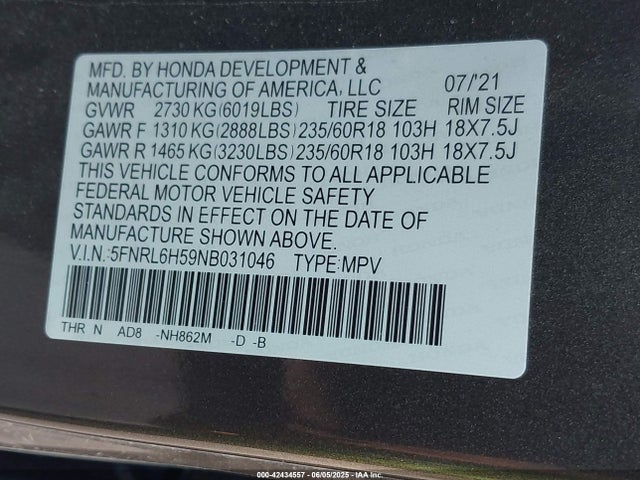 MFD. BY HONDA DEVELOPMENT &
MANUFACTURING OF AMERICA, LLC 07/'21
GVWR 2730 KG(6019LBS) TIRE SIZE RIM SIZE
GAWR F 1310 KG(2888LBS) 235/60R18 103H 18X7.5J
GAWR R 1465 KG(3230LBS) 235/60R18 103H 18X7.5J
THIS VEHICLE CONFORMS TO ALL APPLICABLE
FEDERAL MOTOR VEHICLE SAFETY
STANDARDS IN EFFECT ON THE DATE OF
MANUFACTURE SHOWN ABOVE.
V.I.N.:5FNRL6H59NB031046 TYPE:MPV
THR N AD8 -NH862M -D -B
000-42434557 06/05/2025 - IAAI.com